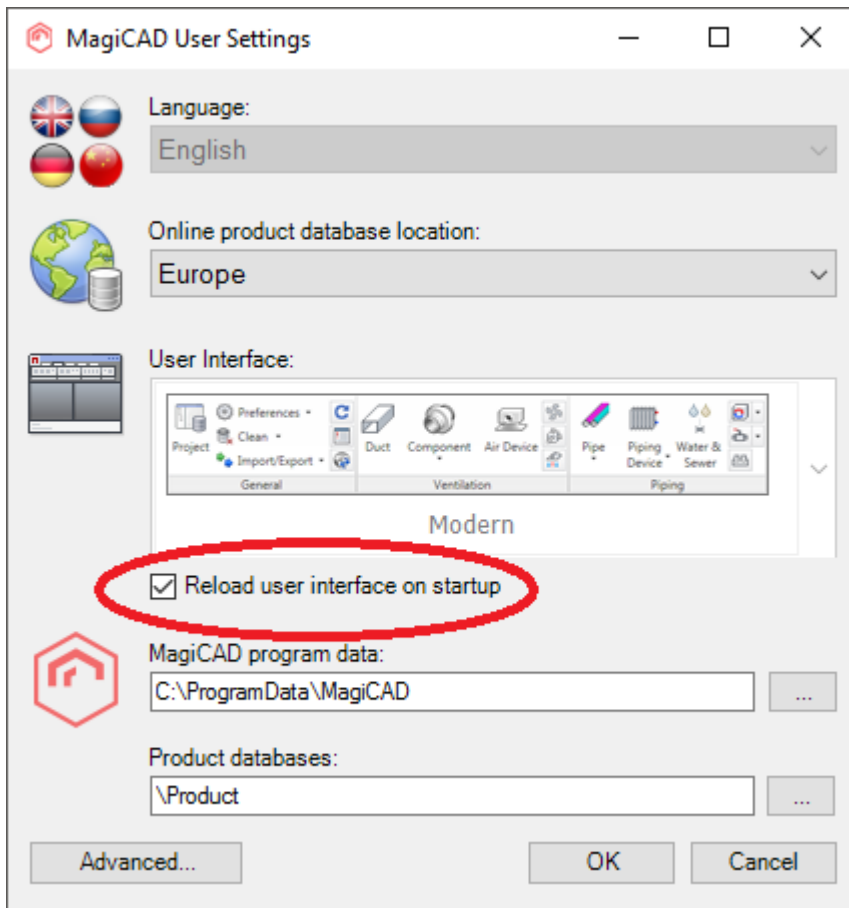 MagiCAD User Settings
Language:
English
Online product database location:
Europe
User Interface:
Project
Preferences
Clean
Import/Export
General
Duct
Component
Air Device
Ventilation
Pipe
Piping Device
Water & Sewer
Piping
Modern
Reload user interface on startup
MagiCAD program data:
C:\ProgramData\MagiCAD
...
Product databases:
\Product
...
Advanced...
OK
Cancel